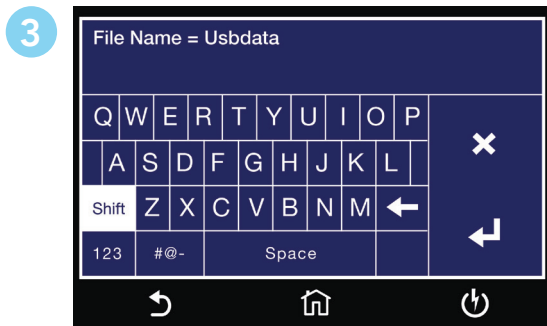 3
File Name = Usbdata
Q W E R T Y U I O P
A S D F G H J K L
Shift Z X C V B N M
123 #@- Space